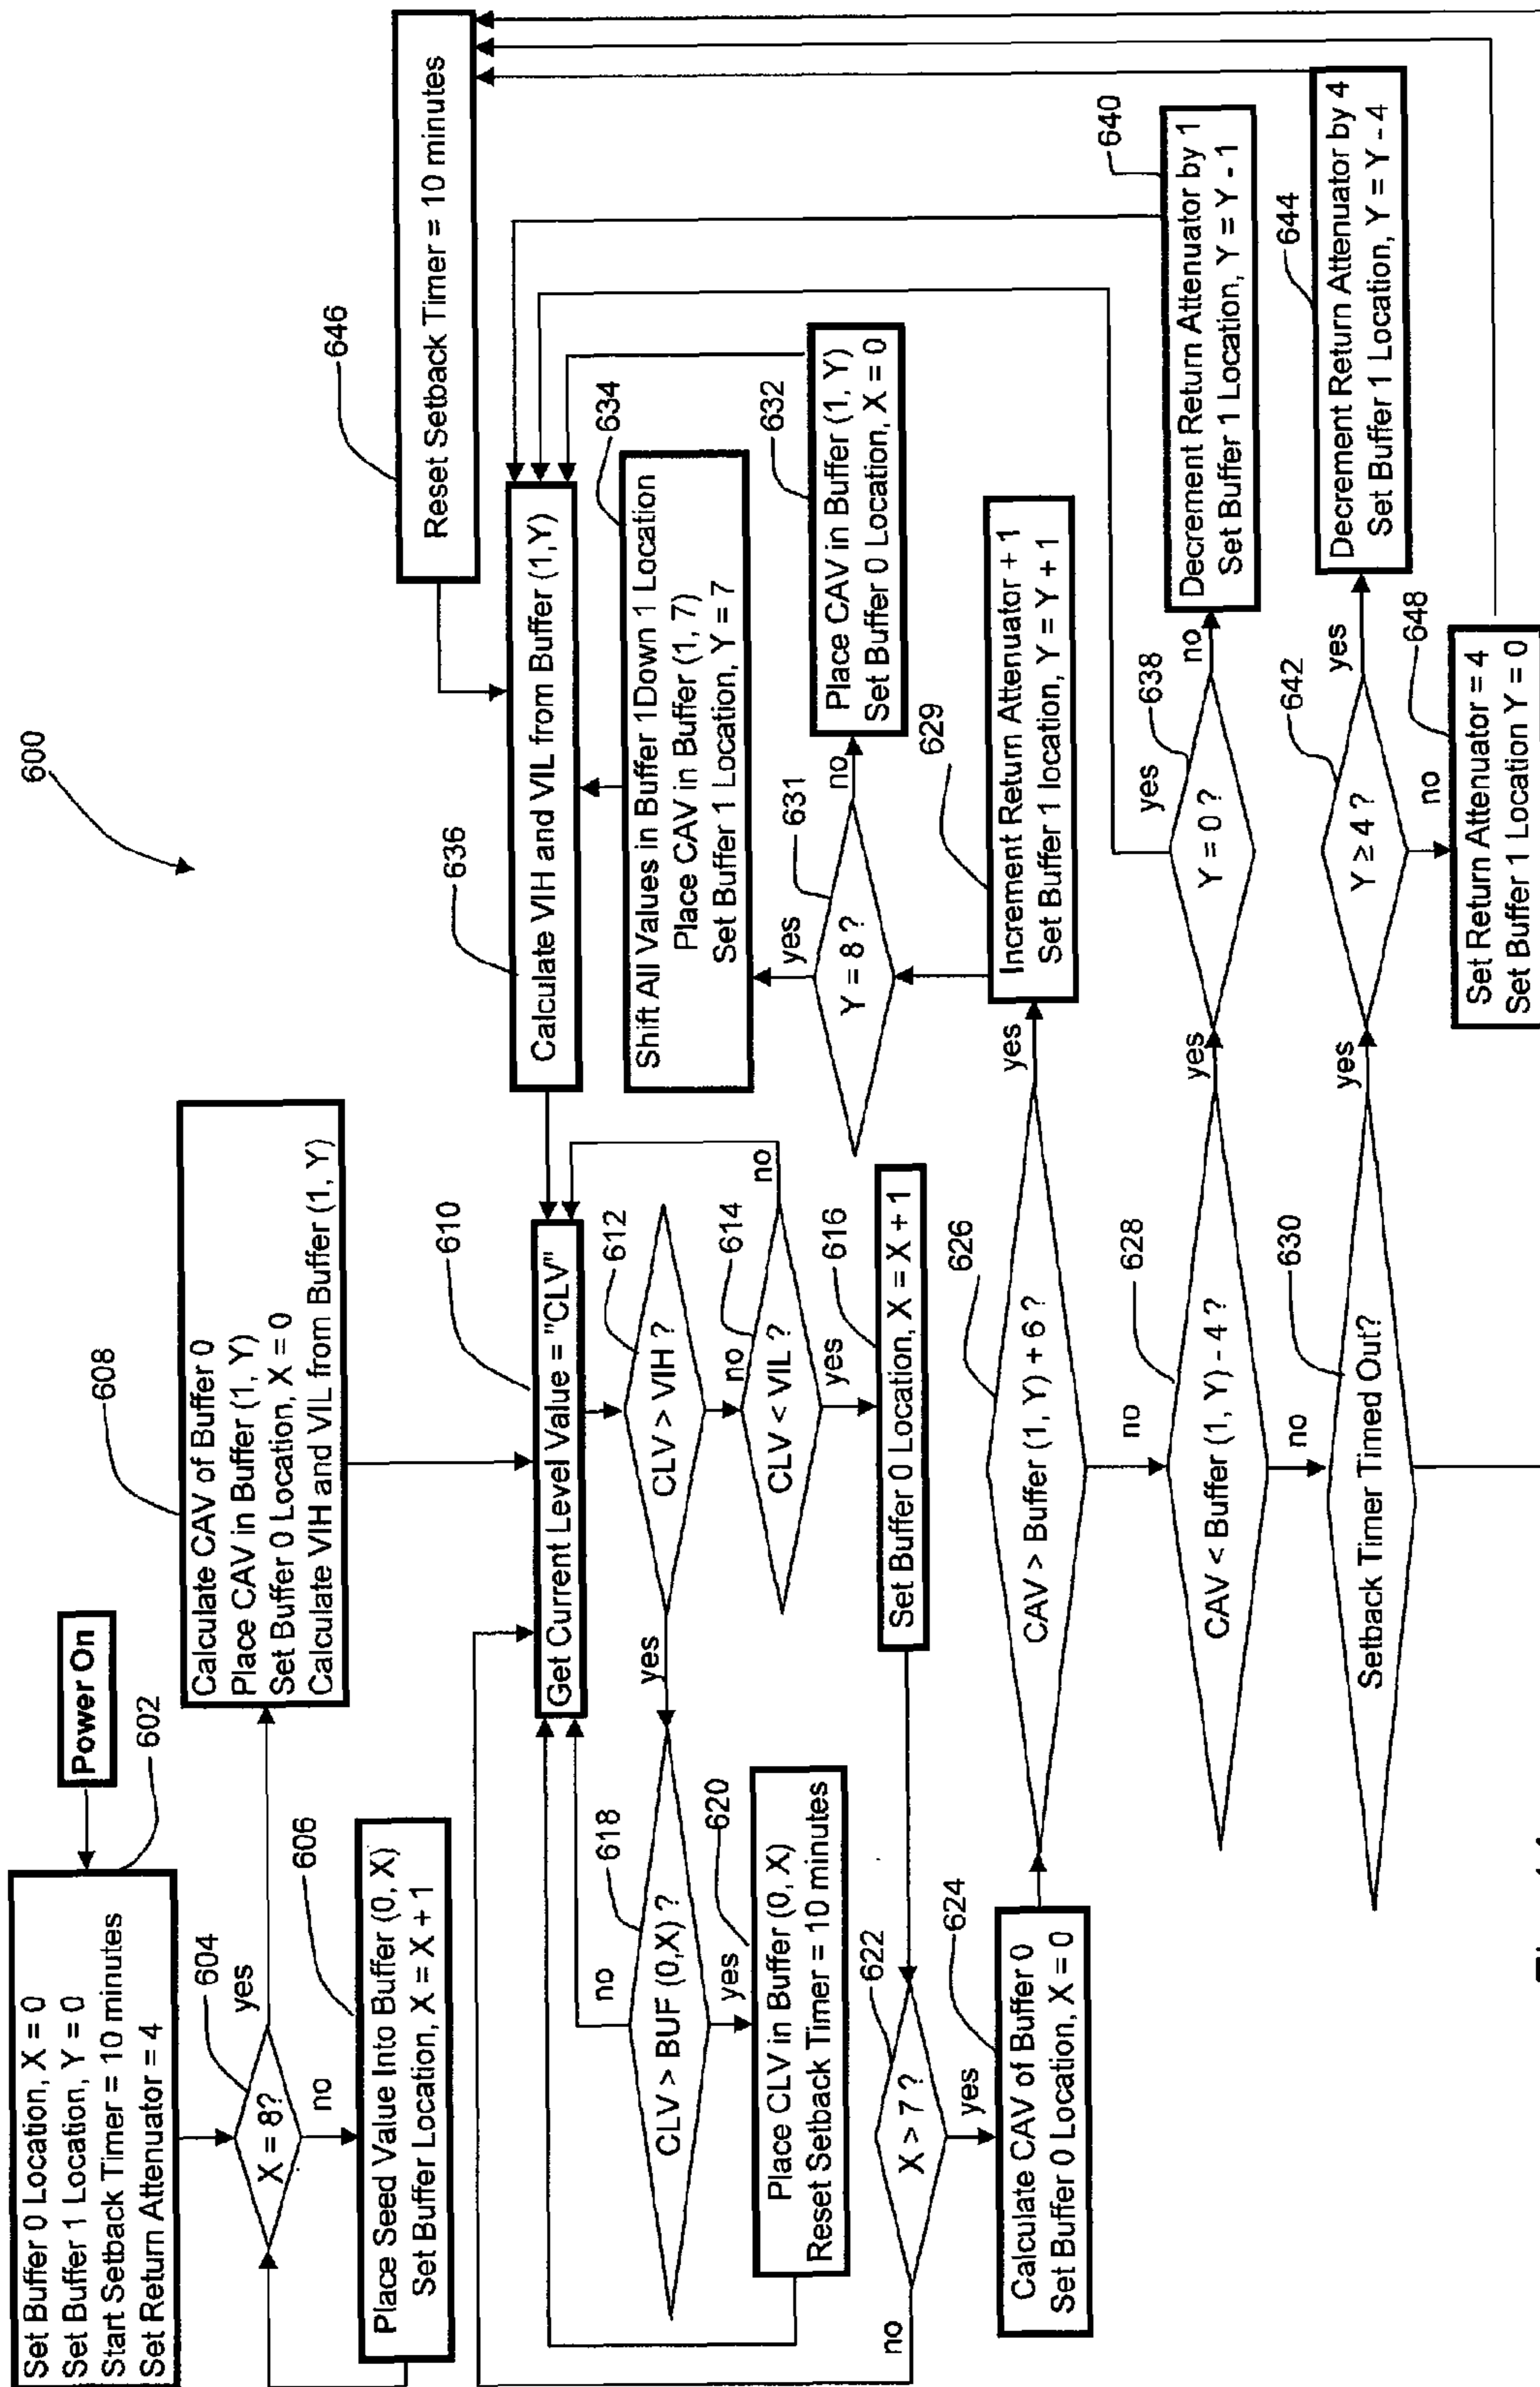 600
Power On
602
Set Buffer 0 Location, X = 0
Set Buffer 1 Location, Y = 0
Start Setback Timer = 10 minutes
Set Return Attenuator = 4
604
X = 8?
yes
no
606
Place Seed Value Into Buffer (0, X)
Set Buffer Location, X = X + 1
608
Calculate CAV of Buffer 0
Place CAV in Buffer (1, Y)
Set Buffer 0 Location, X = 0
Calculate VIH and VIL from Buffer (1, Y)
610
Get Current Level Value = "CLV"
612
CLV > VIH ?
yes
no
614
CLV < VIL ?
no
yes
616
Set Buffer 0 Location, X = X + 1
618
CLV > BUF (0,X) ?
no
yes
620
Place CLV in Buffer (0, X)
Reset Setback Timer = 10 minutes
622
X > 7 ?
no
yes
624
Calculate CAV of Buffer 0
Set Buffer 0 Location, X = 0
626
CAV > Buffer (1, Y) + 6 ?
yes
no
628
CAV < Buffer (1, Y) - 4 ?
yes
no
630
Setback Timer Timed Out?
yes
629
Increment Return Attenuator + 1
Set Buffer 1 location, Y = Y + 1
631
Y = 8 ?
yes
no
632
Place CAV in Buffer (1, Y)
Set Buffer 0 Location, X = 0
634
Shift All Values in Buffer 1Down 1 Location
Place CAV in Buffer (1, 7)
Set Buffer 1 Location, Y = 7
636
Calculate VIH and VIL from Buffer (1,Y)
638
Y = 0 ?
yes
no
640
Decrement Return Attenuator by 1
Set Buffer 1 Location, Y = Y - 1
642
Y ≥ 4 ?
yes
no
644
Decrement Return Attenuator by 4
Set Buffer 1 Location, Y = Y - 4
646
Reset Setback Timer = 10 minutes
648
Set Return Attenuator = 4
Set Buffer 1 Location Y = 0